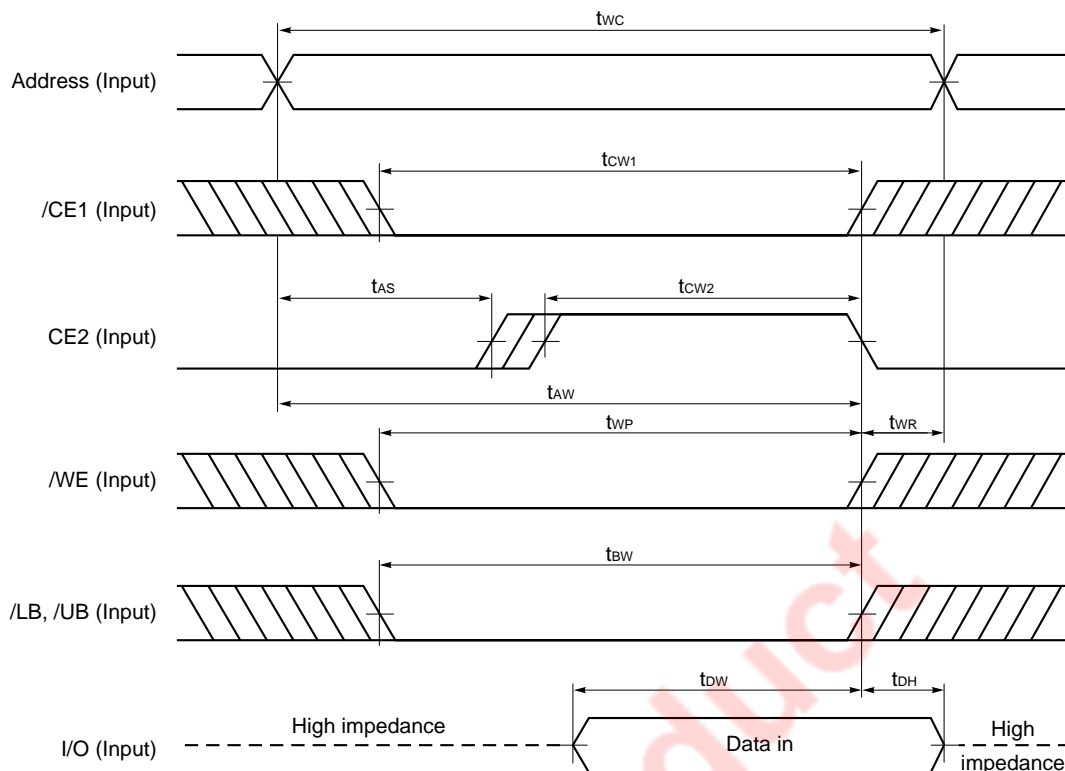 tWC
Address (Input)
tCW1
/CE1 (Input)
tAS
tCW2
CE2 (Input)
tAW
tWP
tWR
/WE (Input)
tBW
/LB, /UB (Input)
tDW
tDH
High impedance
I/O (Input)
Data in
High
impedance
duct